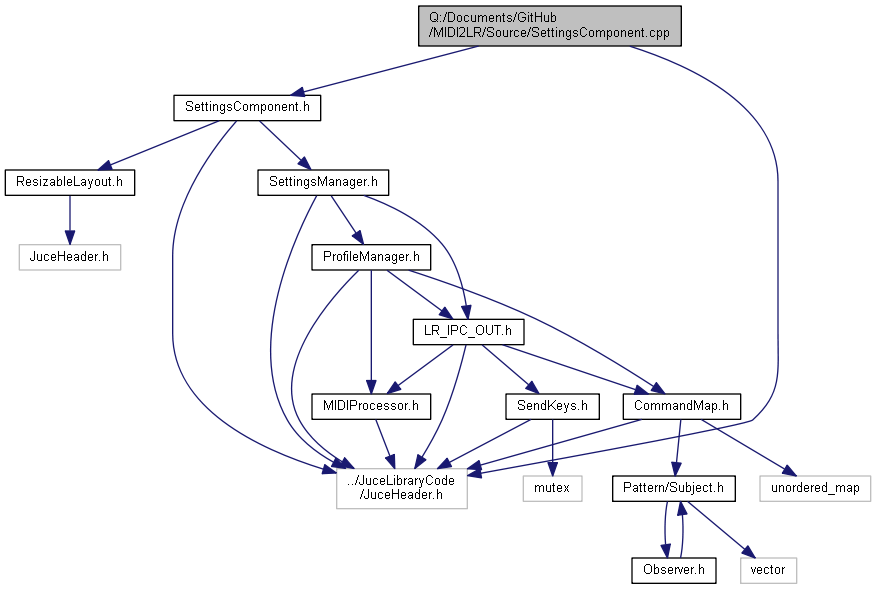 Q:/Documents/GitHub
/MIDI2LR/Source/SettingsComponent.cpp
SettingsComponent.h
ResizableLayout.h
SettingsManager.h
JuceHeader.h
ProfileManager.h
LR_IPC_OUT.h
MIDIProcessor.h
SendKeys.h
CommandMap.h
../JuceLibraryCode
/JuceHeader.h
mutex
Pattern/Subject.h
unordered_map
Observer.h
vector